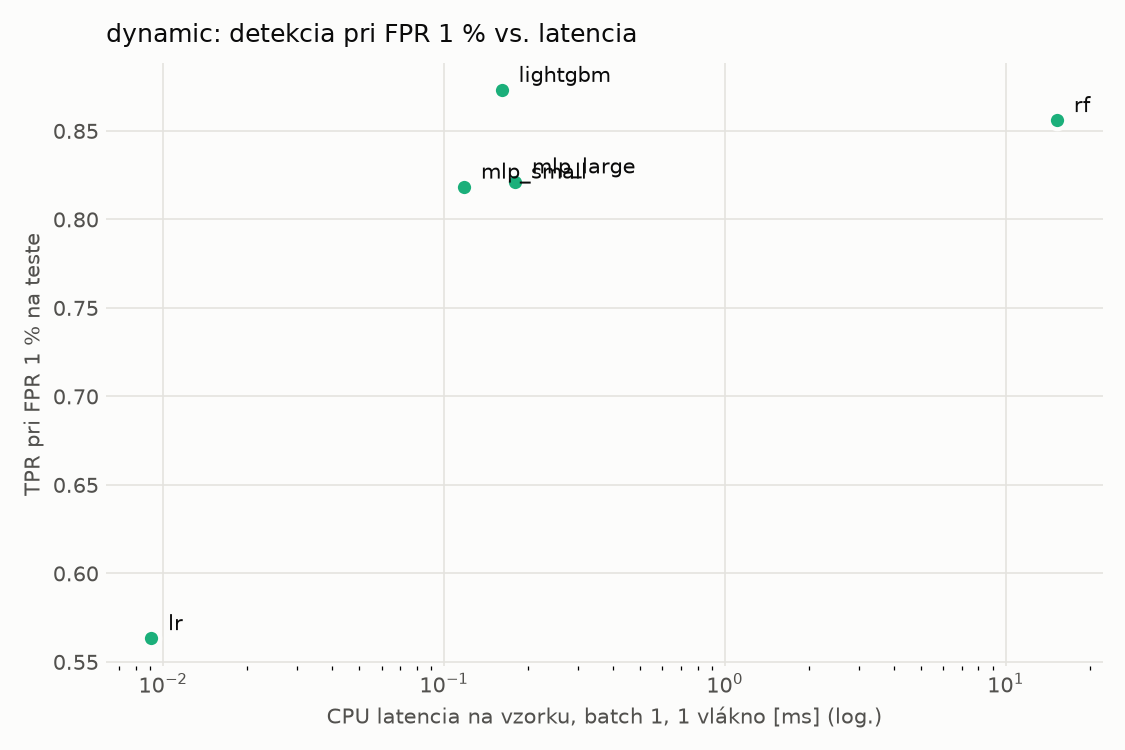 dynamic: detekcia pri FPR 1 % vs. latencia
lightgbm
rf
mlp_large
mlp_small
lr
TPR pri FPR 1 % na teste
0.85
0.80
0.75
0.70
0.65
0.60
0.55
10⁻² 10⁻¹ 10⁰ 10¹
CPU latencia na vzorku, batch 1, 1 vlákno [ms] (log.)